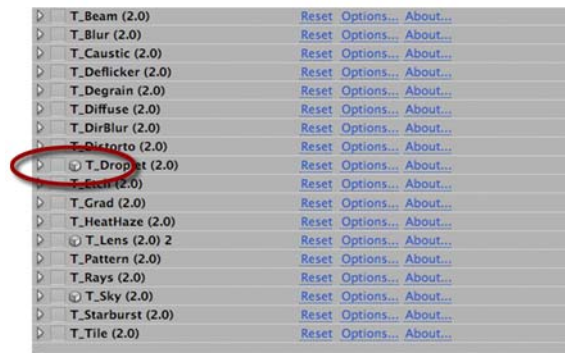 T_Beam (2.0) Reset Options... About...
T_Blur (2.0) Reset Options... About...
T_Caustic (2.0) Reset Options... About...
T_Deflicker (2.0) Reset Options... About...
T_Degrain (2.0) Reset Options... About...
T_Diffuse (2.0) Reset Options... About...
T_DirBlur (2.0) Reset Options... About...
T_Distorto (2.0) Reset Options... About...
T_Droplet (2.0) Reset Options... About...
T_Etch (2.0) Reset Options... About...
T_Grad (2.0) Reset Options... About...
T_HeatHaze (2.0) Reset Options... About...
T_Lens (2.0) 2 Reset Options... About...
T_Pattern (2.0) Reset Options... About...
T_Rays (2.0) Reset Options... About...
T_Sky (2.0) Reset Options... About...
T_Starburst (2.0) Reset Options... About...
T_Tile (2.0) Reset Options... About...